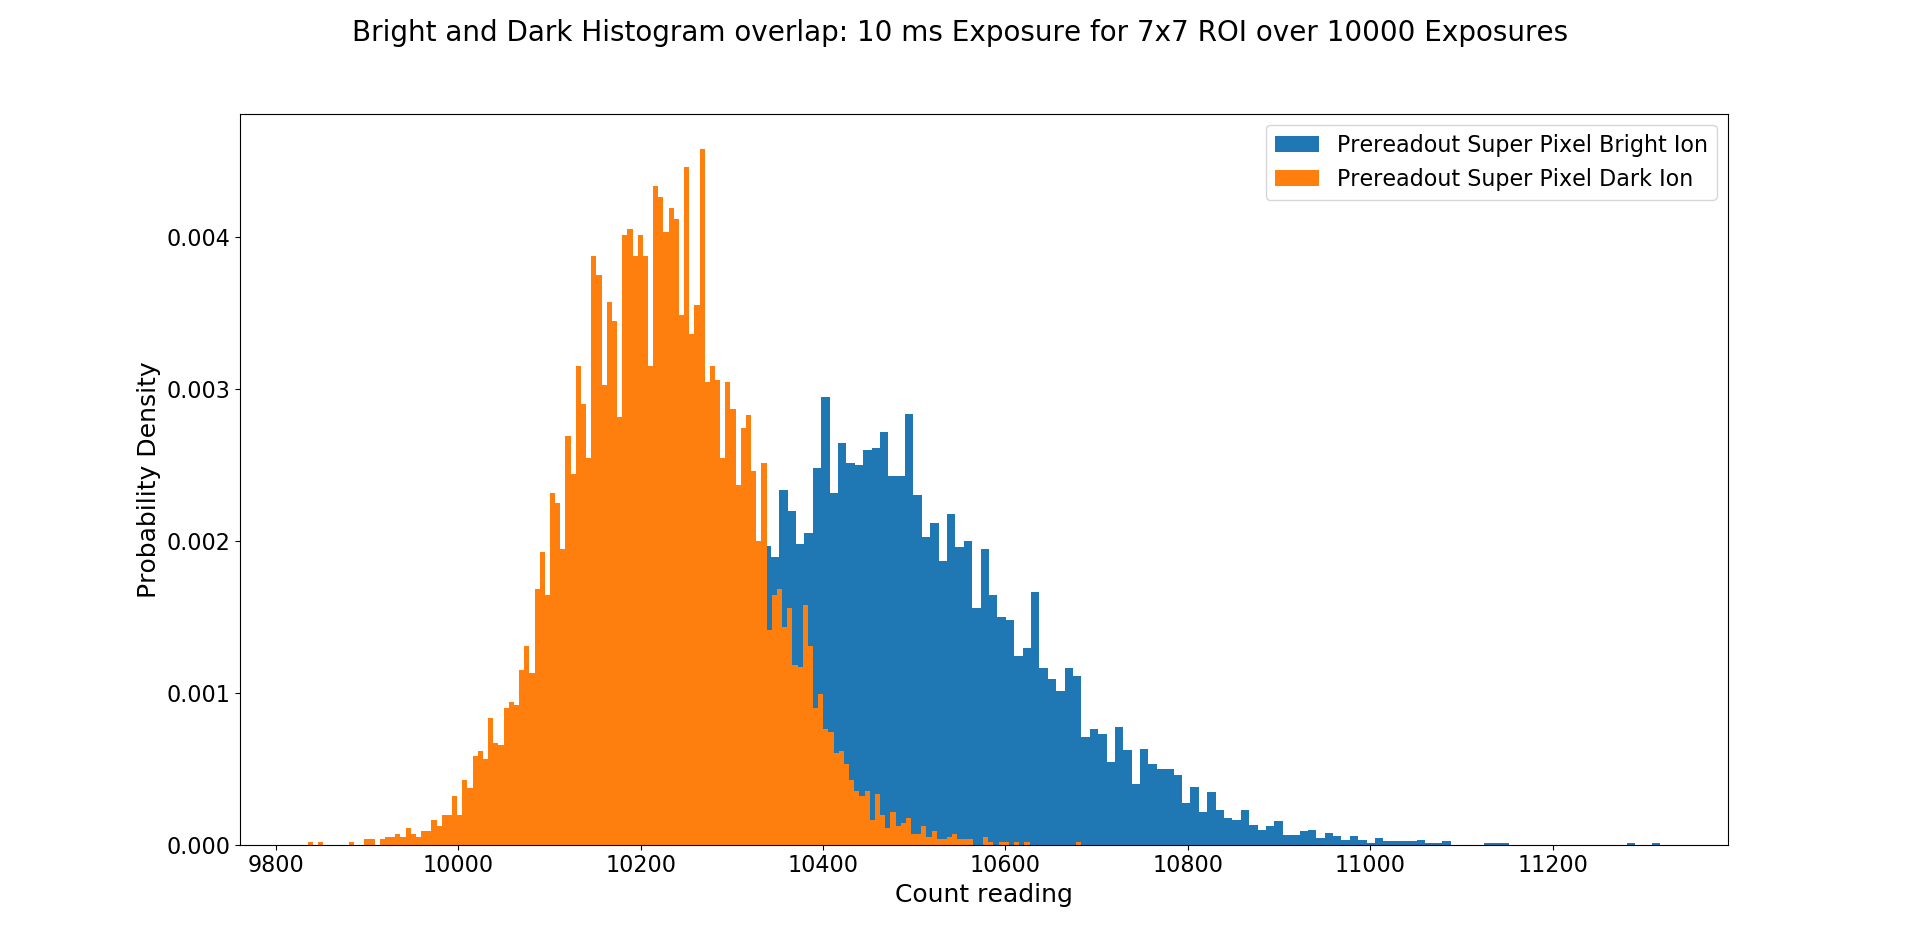 Bright and Dark Histogram overlap: 10 ms Exposure for 7x7 ROI over 10000 Exposures
Prereadout Super Pixel Bright Ion
Prereadout Super Pixel Dark Ion
0.004
0.003
0.002
0.001
0.000
Probability Density
9800 10000 10200 10400 10600 10800 11000 11200
Count reading